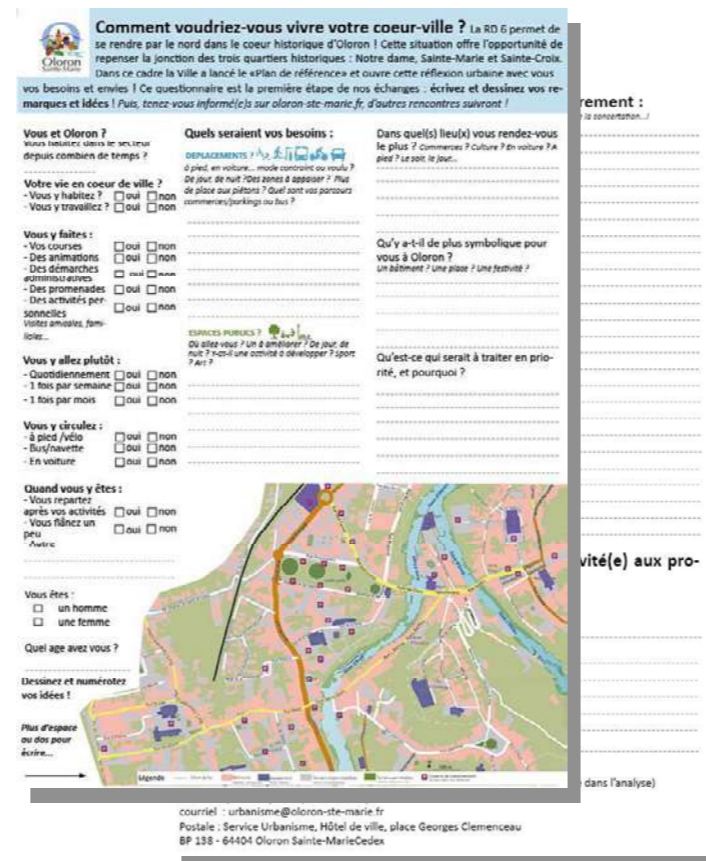 Comment voudriez-vous vivre votre coeur-ville ? La RD 6 permet de
se rendre par le nord dans le coeur historique d'Oloron ! Cette situation offre l'opportunité de
repenser la jonction des trois quartiers historiques : Notre dame, Sainte-Marie et Sainte-Croix.
Dans ce cadre la Ville a lancé le «Plan de référence» et ouvre cette réflexion urbaine avec vous
vos besoins et envies ! Ce questionnaire est la première étape de nos échanges : écrivez et dessinez vos re-
marques et idées ! Puis, tenez-vous informé(e)s sur oloron-ste-marie.fr, d'autres rencontres suivront !
Oloron
Sainte-Marie
Vous et Oloron ?
Vous habitez dans le secteur
depuis combien de temps ?
Votre vie en coeur de ville ?
- Vous y habitez ? oui non
- Vous y travaillez ? oui non
Vous y faites :
- Vos courses oui non
- Des animations oui non
- Des démarches
administratives oui non
- Des promenades oui non
- Des activités per-
sonnelles oui non
Visites amicales, fami-
liales...
Vous y allez plutôt :
- Quotidiennement oui non
- 1 fois par semaine oui non
- 1 fois par mois oui non
Vous y circulez :
- à pied /vélo oui non
- Bus/navette oui non
- En voiture oui non
Quand vous y êtes :
- Vous repartez
après vos activités oui non
- Vous flânez un
peu oui non
- Autre
Vous êtes :
un homme
une femme
Quel age avez vous ?
Dessinez et numérotez
vos idées !
Plus d'espace
au dos pour
écrire...
Quels seraient vos besoins :
DEPLACEMENTS ?
à pied, en voiture... mode contraint ou voulu ?
De jour, de nuit ?Des zones à apaiser ? Plus
de place aux piétons ? Quel sont vos parcours
commerces/parkings ou bus ?
ESPACES PUBLICS ?
Où allez-vous ? Un à améliorer ? De jour, de
nuit ? Y-as-il une activité à développer ? Sport
? Art ?
Dans quel(s) lieu(x) vous rendez-vous
le plus ? Commerces ? Culture ? En voiture ? A
pied ? Le soir, le jour...
Qu'y a-t-il de plus symbolique pour
vous à Oloron ?
Un bâtiment ? Une place ? Une festivité ?
Qu'est-ce qui serait à traiter en prio-
rité, et pourquoi ?
Légende
rement :
la concertation...)
vité(e) aux pro-
dans l'analyse)
courriel : urbanisme@oloron-ste-marie.fr
Postale : Service Urbanisme, Hôtel de ville, place Georges Clemenceau
BP 138 - 64404 Oloron Sainte-MarieCedex